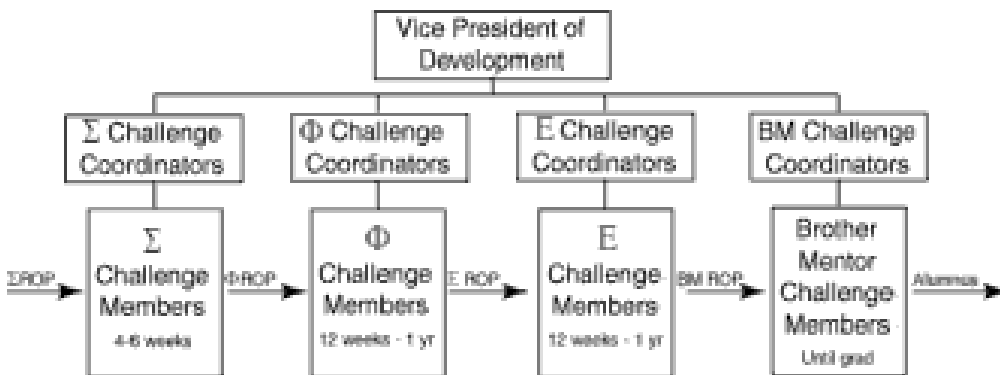 Vice President of
Development
Σ Challenge
Coordinators
Φ Challenge
Coordinators
E Challenge
Coordinators
BM Challenge
Coordinators
ΣROP
Σ
Challenge
Members
4-6 weeks
ΦROP
Φ
Challenge
Members
12 weeks - 1 yr
ROP
E
Challenge
Members
12 weeks - 1 yr
BM ROP
Brother
Mentor
Challenge
Members
Until grad
Alumnus